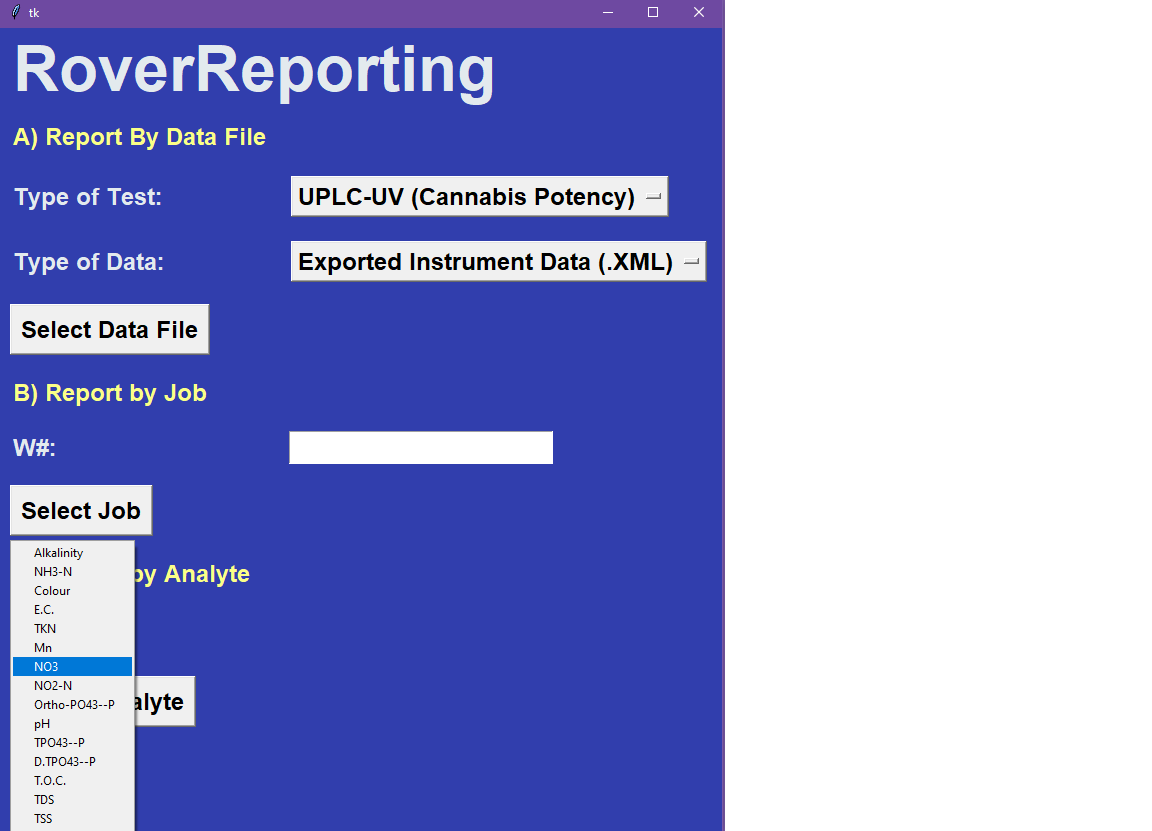 tk
RoverReporting
A) Report By Data File
Type of Test: UPLC-UV (Cannabis Potency)
Type of Data: Exported Instrument Data (.XML)
Select Data File
B) Report by Job
W#:
Select Job
by Analyte
Alkalinity
NH3-N
Colour
E.C.
TKN
Mn
NO3
NO2-N
Ortho-PO43--P
alyte
pH
TPO43--P
D.TPO43--P
T.O.C.
TDS
TSS